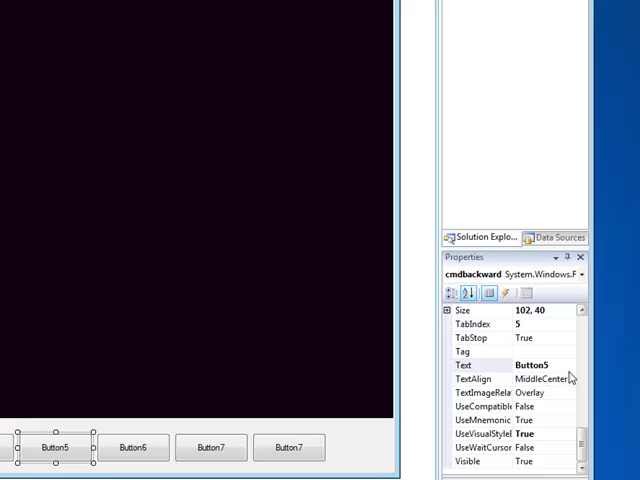 Solution Explo...
Data Sources
Properties
cmdbackward System.Windows.F
Size 102, 40
TabIndex 5
TabStop True
Tag
Text Button5
TextAlign MiddleCenter
TextImageRela Overlay
UseCompatible False
UseMnemonic True
UseVisualStyleB True
UseWaitCursor False
Visible True
Button5
Button6
Button7
Button7